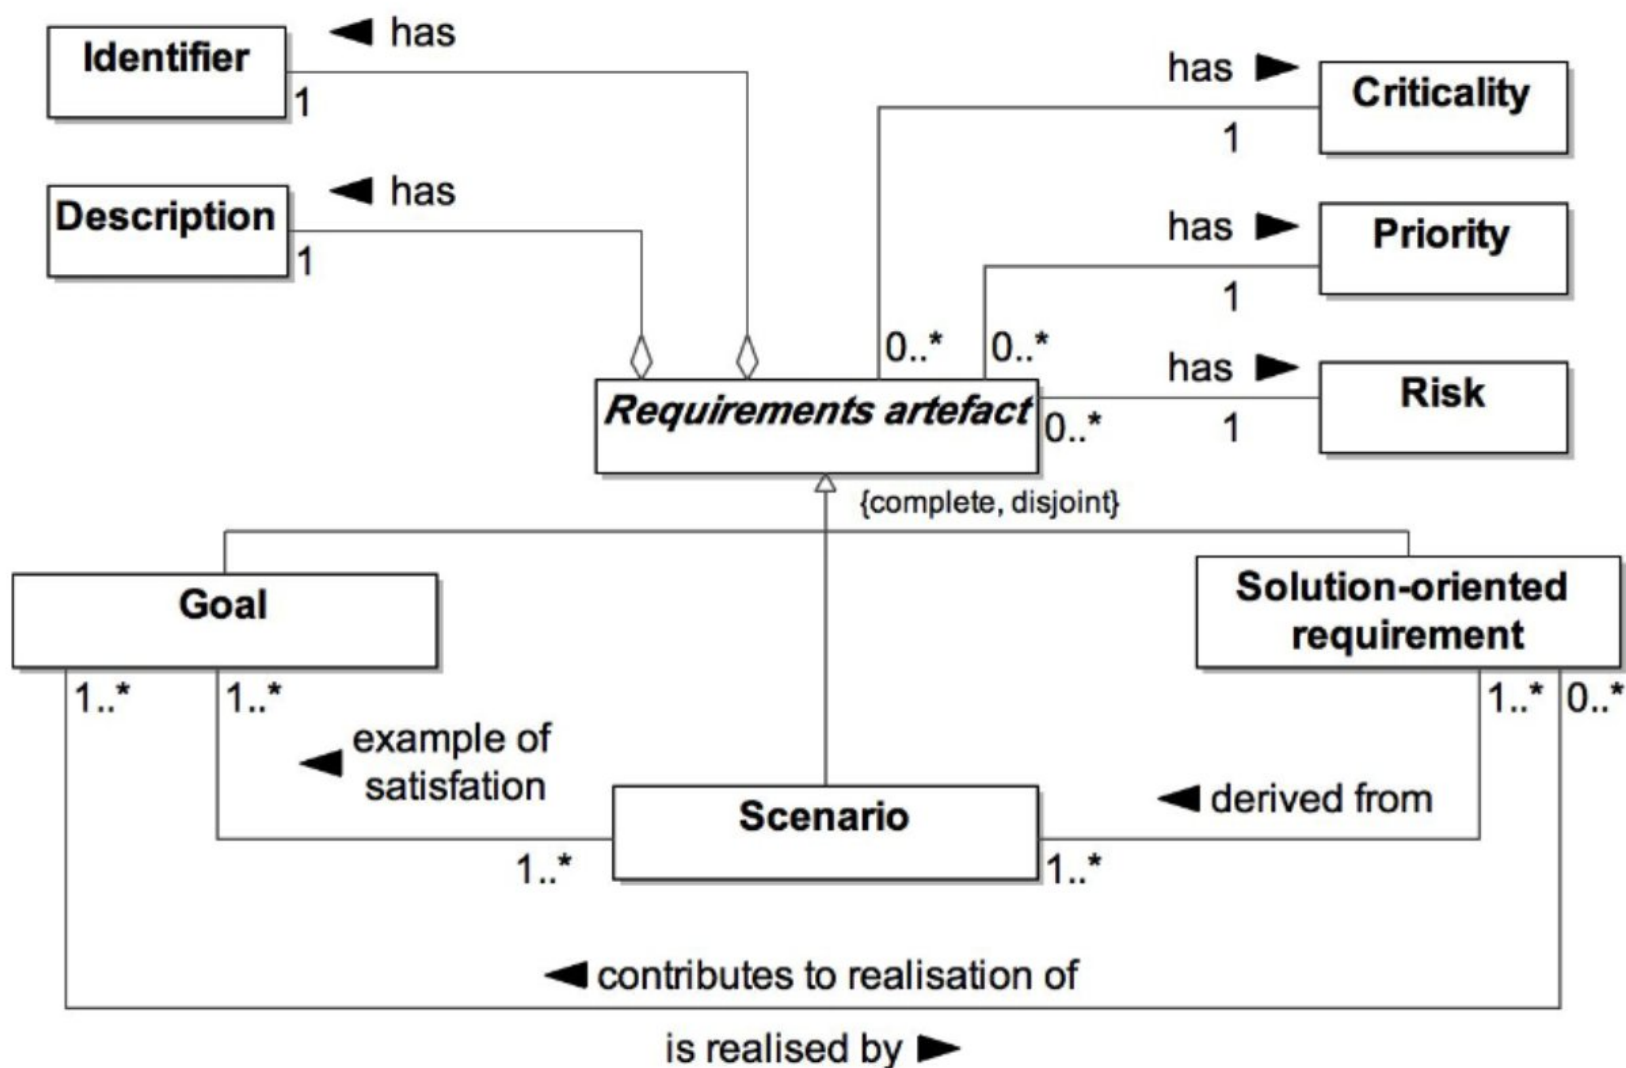 Identifier
◄ has
1
Description
◄ has
1
has ►
Criticality
1
has ►
Priority
1
0..*
0..*
has ►
Risk
Requirements artefact
0..*
1
{complete, disjoint}
Goal
Solution-oriented
requirement
1..*
1..*
1..*
0..*
example of
◄ satisfation
Scenario
◄ derived from
1..*
1..*
◄ contributes to realisation of
is realised by ►